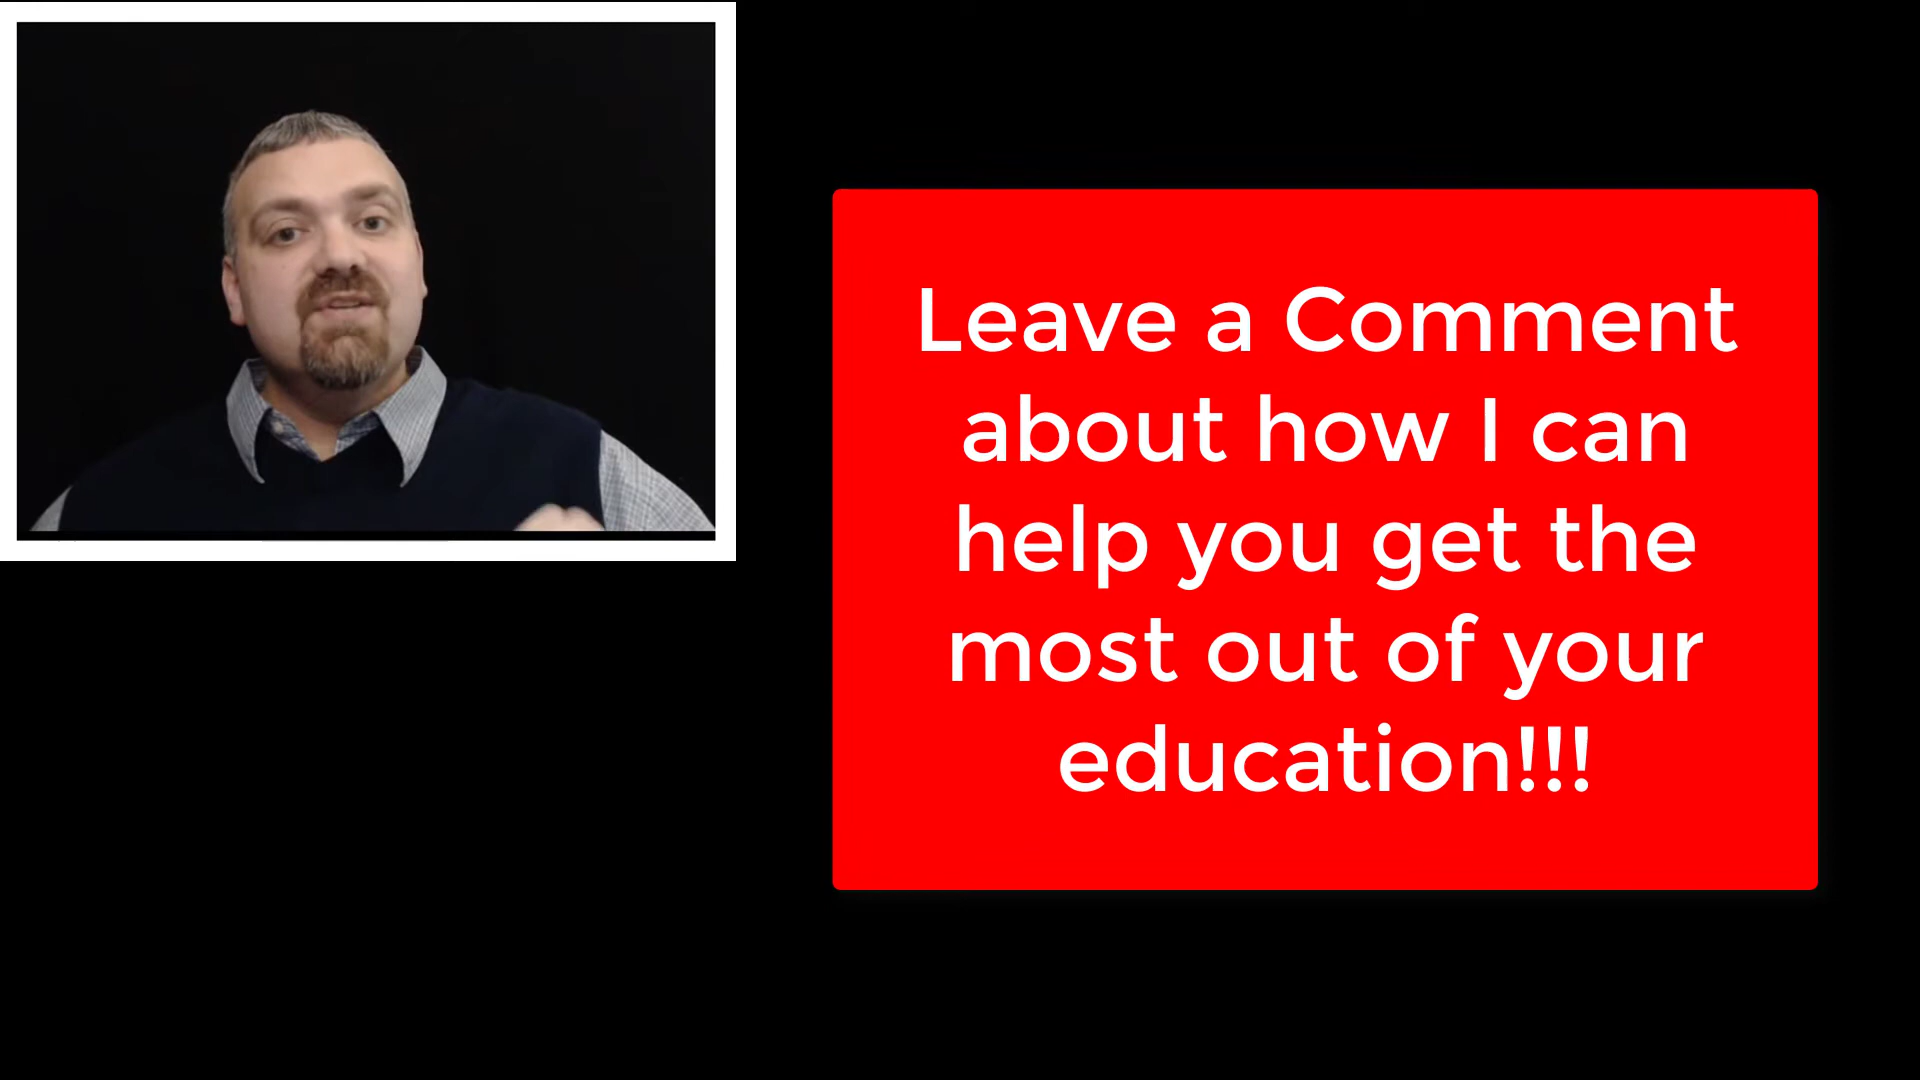 Leave a Comment
about how I can
help you get the
most out of your
education!!!